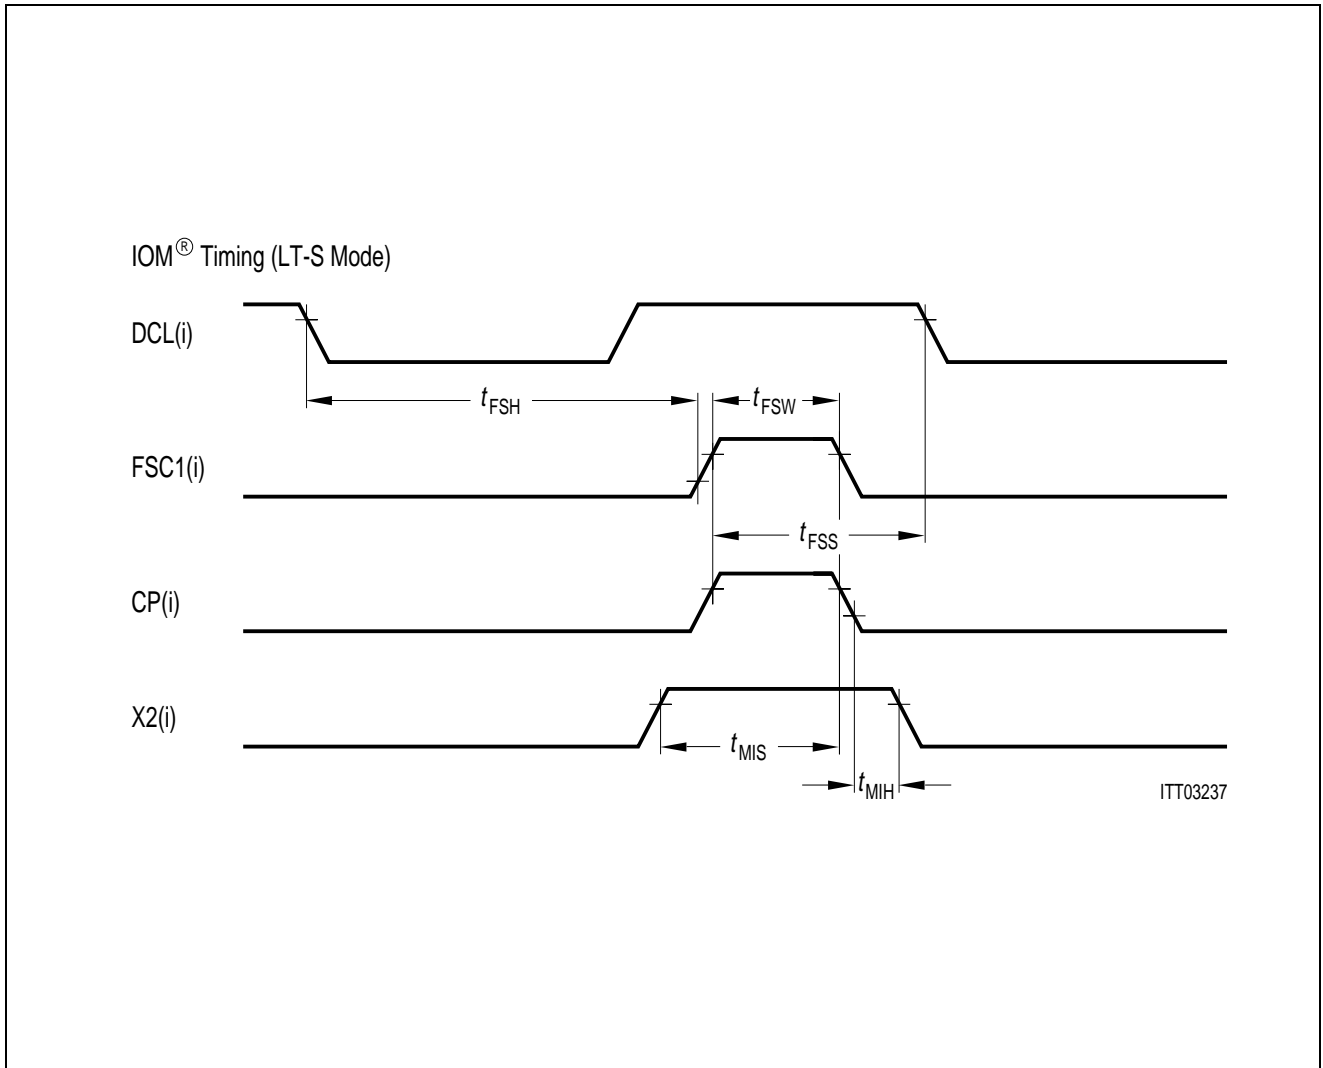 IOM® Timing (LT-S Mode)
DCL(i)
tFSH
tFSW
FSC1(i)
tFSS
CP(i)
X2(i)
tMIS
tMIH
ITT03237